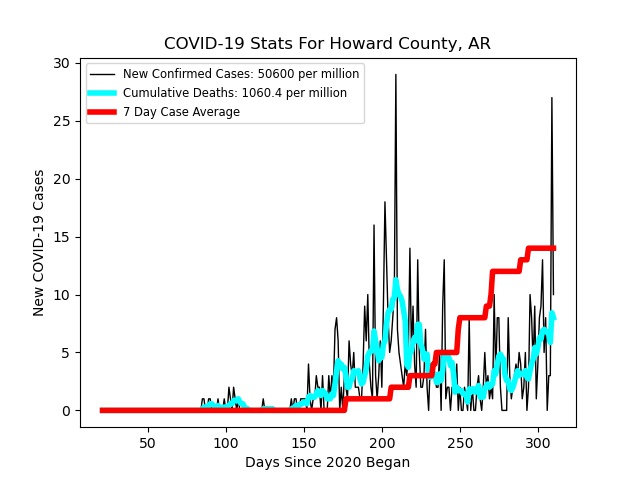 COVID-19 Stats For Howard County, AR
New Confirmed Cases: 50600 per million
Cumulative Deaths: 1060.4 per million
7 Day Case Average
New COVID-19 Cases
30
25
20
15
10
5
0
50 100 150 200 250 300
Days Since 2020 Began